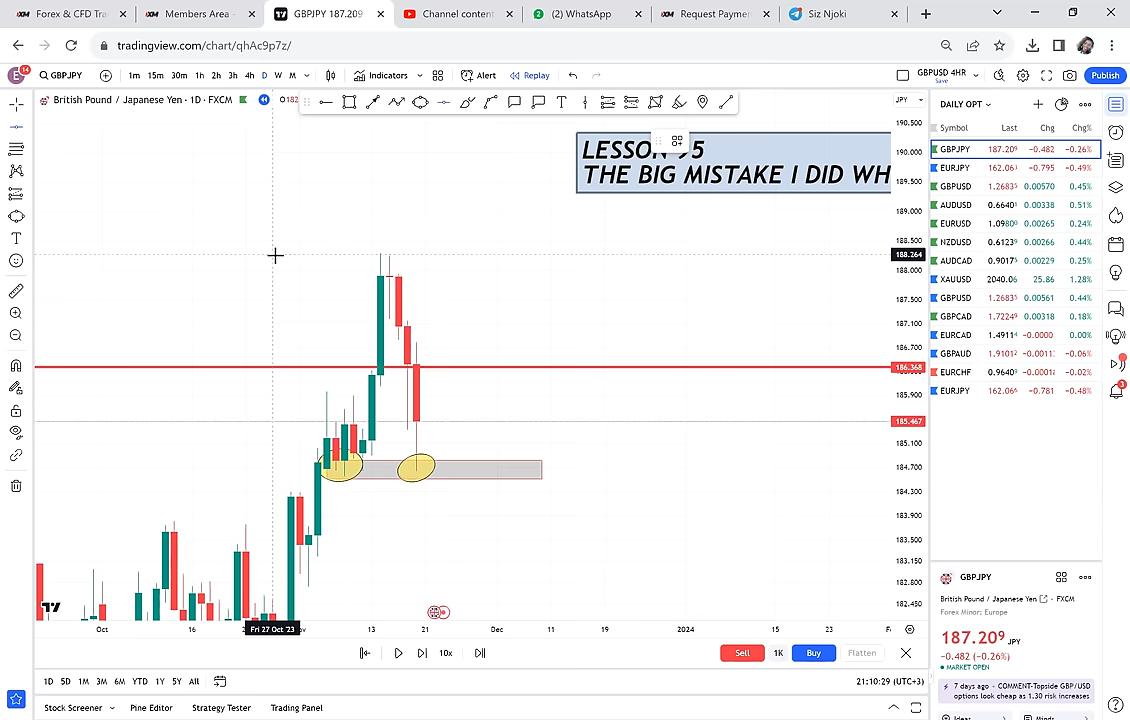 Forex & CFD Tra
Members Area -
GBPJPY 187.209
Channel content
(2) WhatsApp
Request Paymen
Siz Njoki
tradingview.com/chart/qhAc9p7z/
E 14 GBPJPY 1m 15m 30m 1h 2h 3h 4h D W M Indicators Alert Replay GBPUSD 4HR Save Publish
British Pound / Japanese Yen · 1D · FXCM O182
JPY
190.500
190.000
189.500
189.000
188.500
188.264
188.000
187.500
187.100
186.700
186.368
185.900
185.467
185.100
184.700
184.300
183.900
183.500
183.150
182.800
182.450
LESSON 95
THE BIG MISTAKE I DID WH
Oct 16 Fri 27 Oct '23 13 21 Dec 11 19 2024 15 23
10x
Sell 1K Buy Flatten
1D 5D 1M 3M 6M YTD 1Y 5Y All
21:10:29 (UTC+3)
Stock Screener Pine Editor Strategy Tester Trading Panel
DAILY OPT
Symbol Last Chg Chg%
GBPJPY 187.209 −0.482 −0.26%
EURJPY 162.061 −0.795 −0.49%
GBPUSD 1.26835 0.00570 0.45%
AUDUSD 0.66401 0.00338 0.51%
EURUSD 1.09800 0.00265 0.24%
NZDUSD 0.61239 0.00266 0.44%
AUDCAD 0.90175 0.00229 0.25%
XAUUSD 2040.06 25.86 1.28%
GBPUSD 1.26835 0.00561 0.44%
GBPCAD 1.72229 0.00318 0.18%
EURCAD 1.49114 −0.0000 0.00%
GBPAUD 1.91012 −0.0011 −0.06%
EURCHF 0.96409 −0.00018 −0.02%
EURJPY 162.066 −0.781 −0.48%
GBPJPY
British Pound / Japanese Yen · FXCM
Forex Minor: Europe
187.209 JPY
−0.482 (−0.26%)
MARKET OPEN
7 days ago - COMMENT-Topside GBP/USD
options look cheap as 1.30 risk increases
Ideas Minds
3